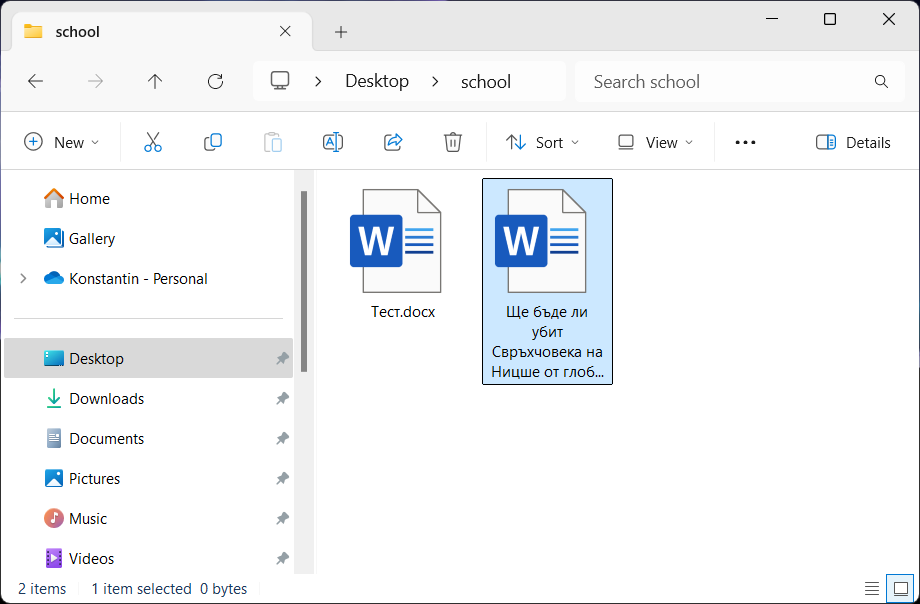 school
Desktop
school
Search school
New
Sort
View
Details
Home
Gallery
Konstantin - Personal
Desktop
Downloads
Documents
Pictures
Music
Videos
W
Тест.docx
W
Ще бъде ли
убит
Свръхчовека на
Ницше от глоб...
2 items
1 item selected 0 bytes